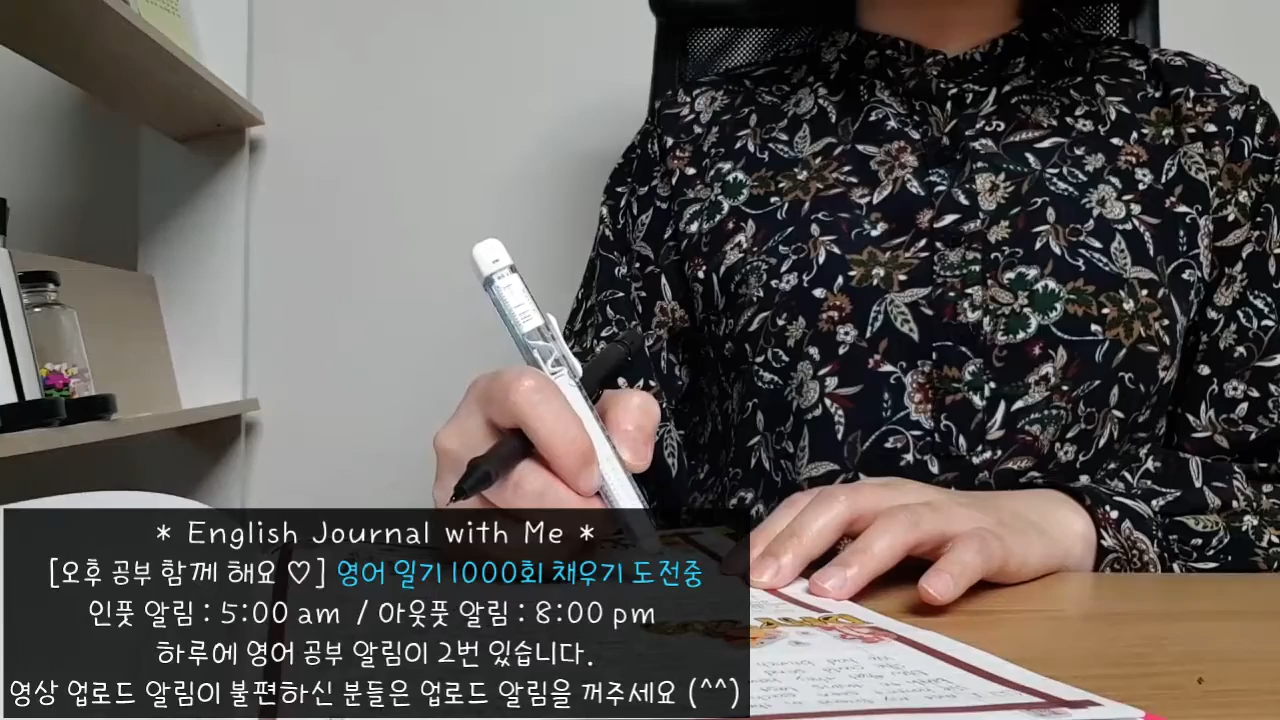 * English Journal with Me *
[오후 공부 함께 해요 ♡] 영어 일기 1000회 채우기 도전중
인풋 알림 : 5:00 am / 아웃풋 알림 : 8:00 pm
하루에 영어 공부 알림이 2번 있습니다.
영상 업로드 알림이 불편하신 분들은 업로드 알림을 꺼주세요 (^^)